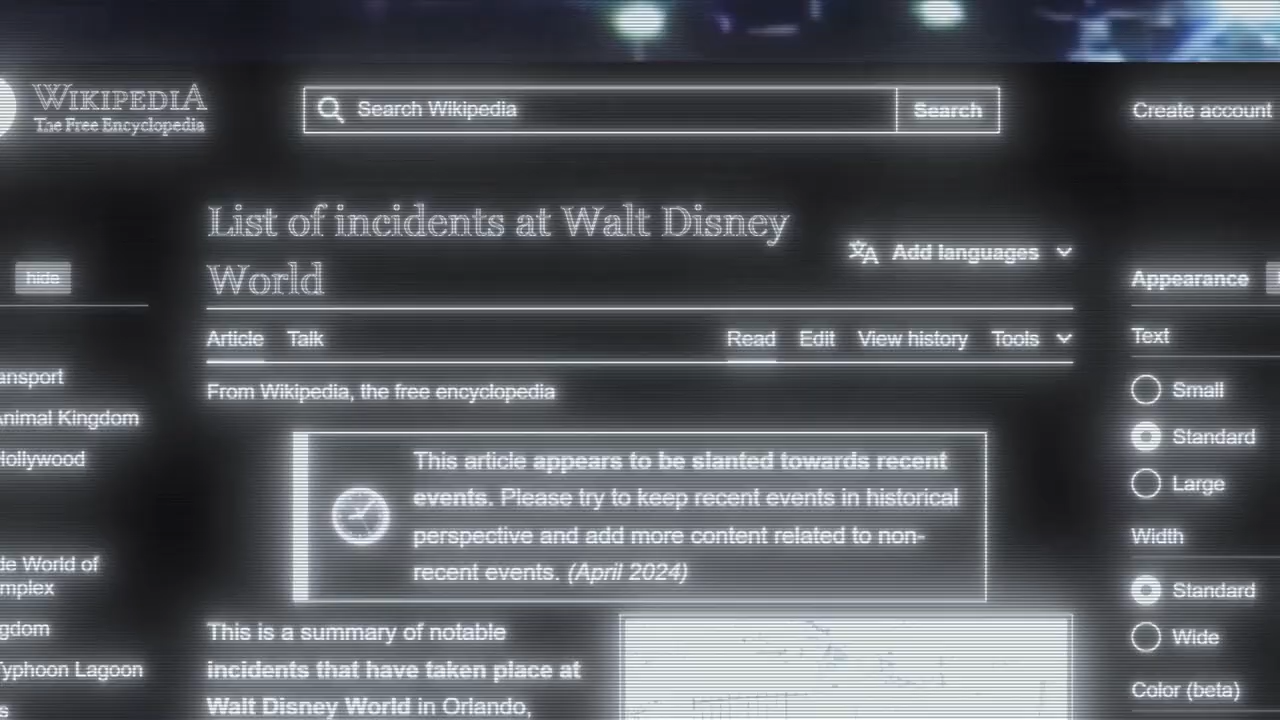 WIKIPEDIA
The Free Encyclopedia
Search Wikipedia
Search
Create account
List of incidents at Walt Disney
World
Add languages
hide
Appearance
Article Talk
Read Edit View history Tools
Text
ansport
From Wikipedia, the free encyclopedia
Small
Animal Kingdom
Standard
Hollywood
This article appears to be slanted towards recent
events. Please try to keep recent events in historical
perspective and add more content related to non-
recent events. (April 2024)
Large
Width
de World of
mplex
Standard
gdom
Wide
Typhoon Lagoon
This is a summary of notable
incidents that have taken place at
Walt Disney World in Orlando,
Color (beta)